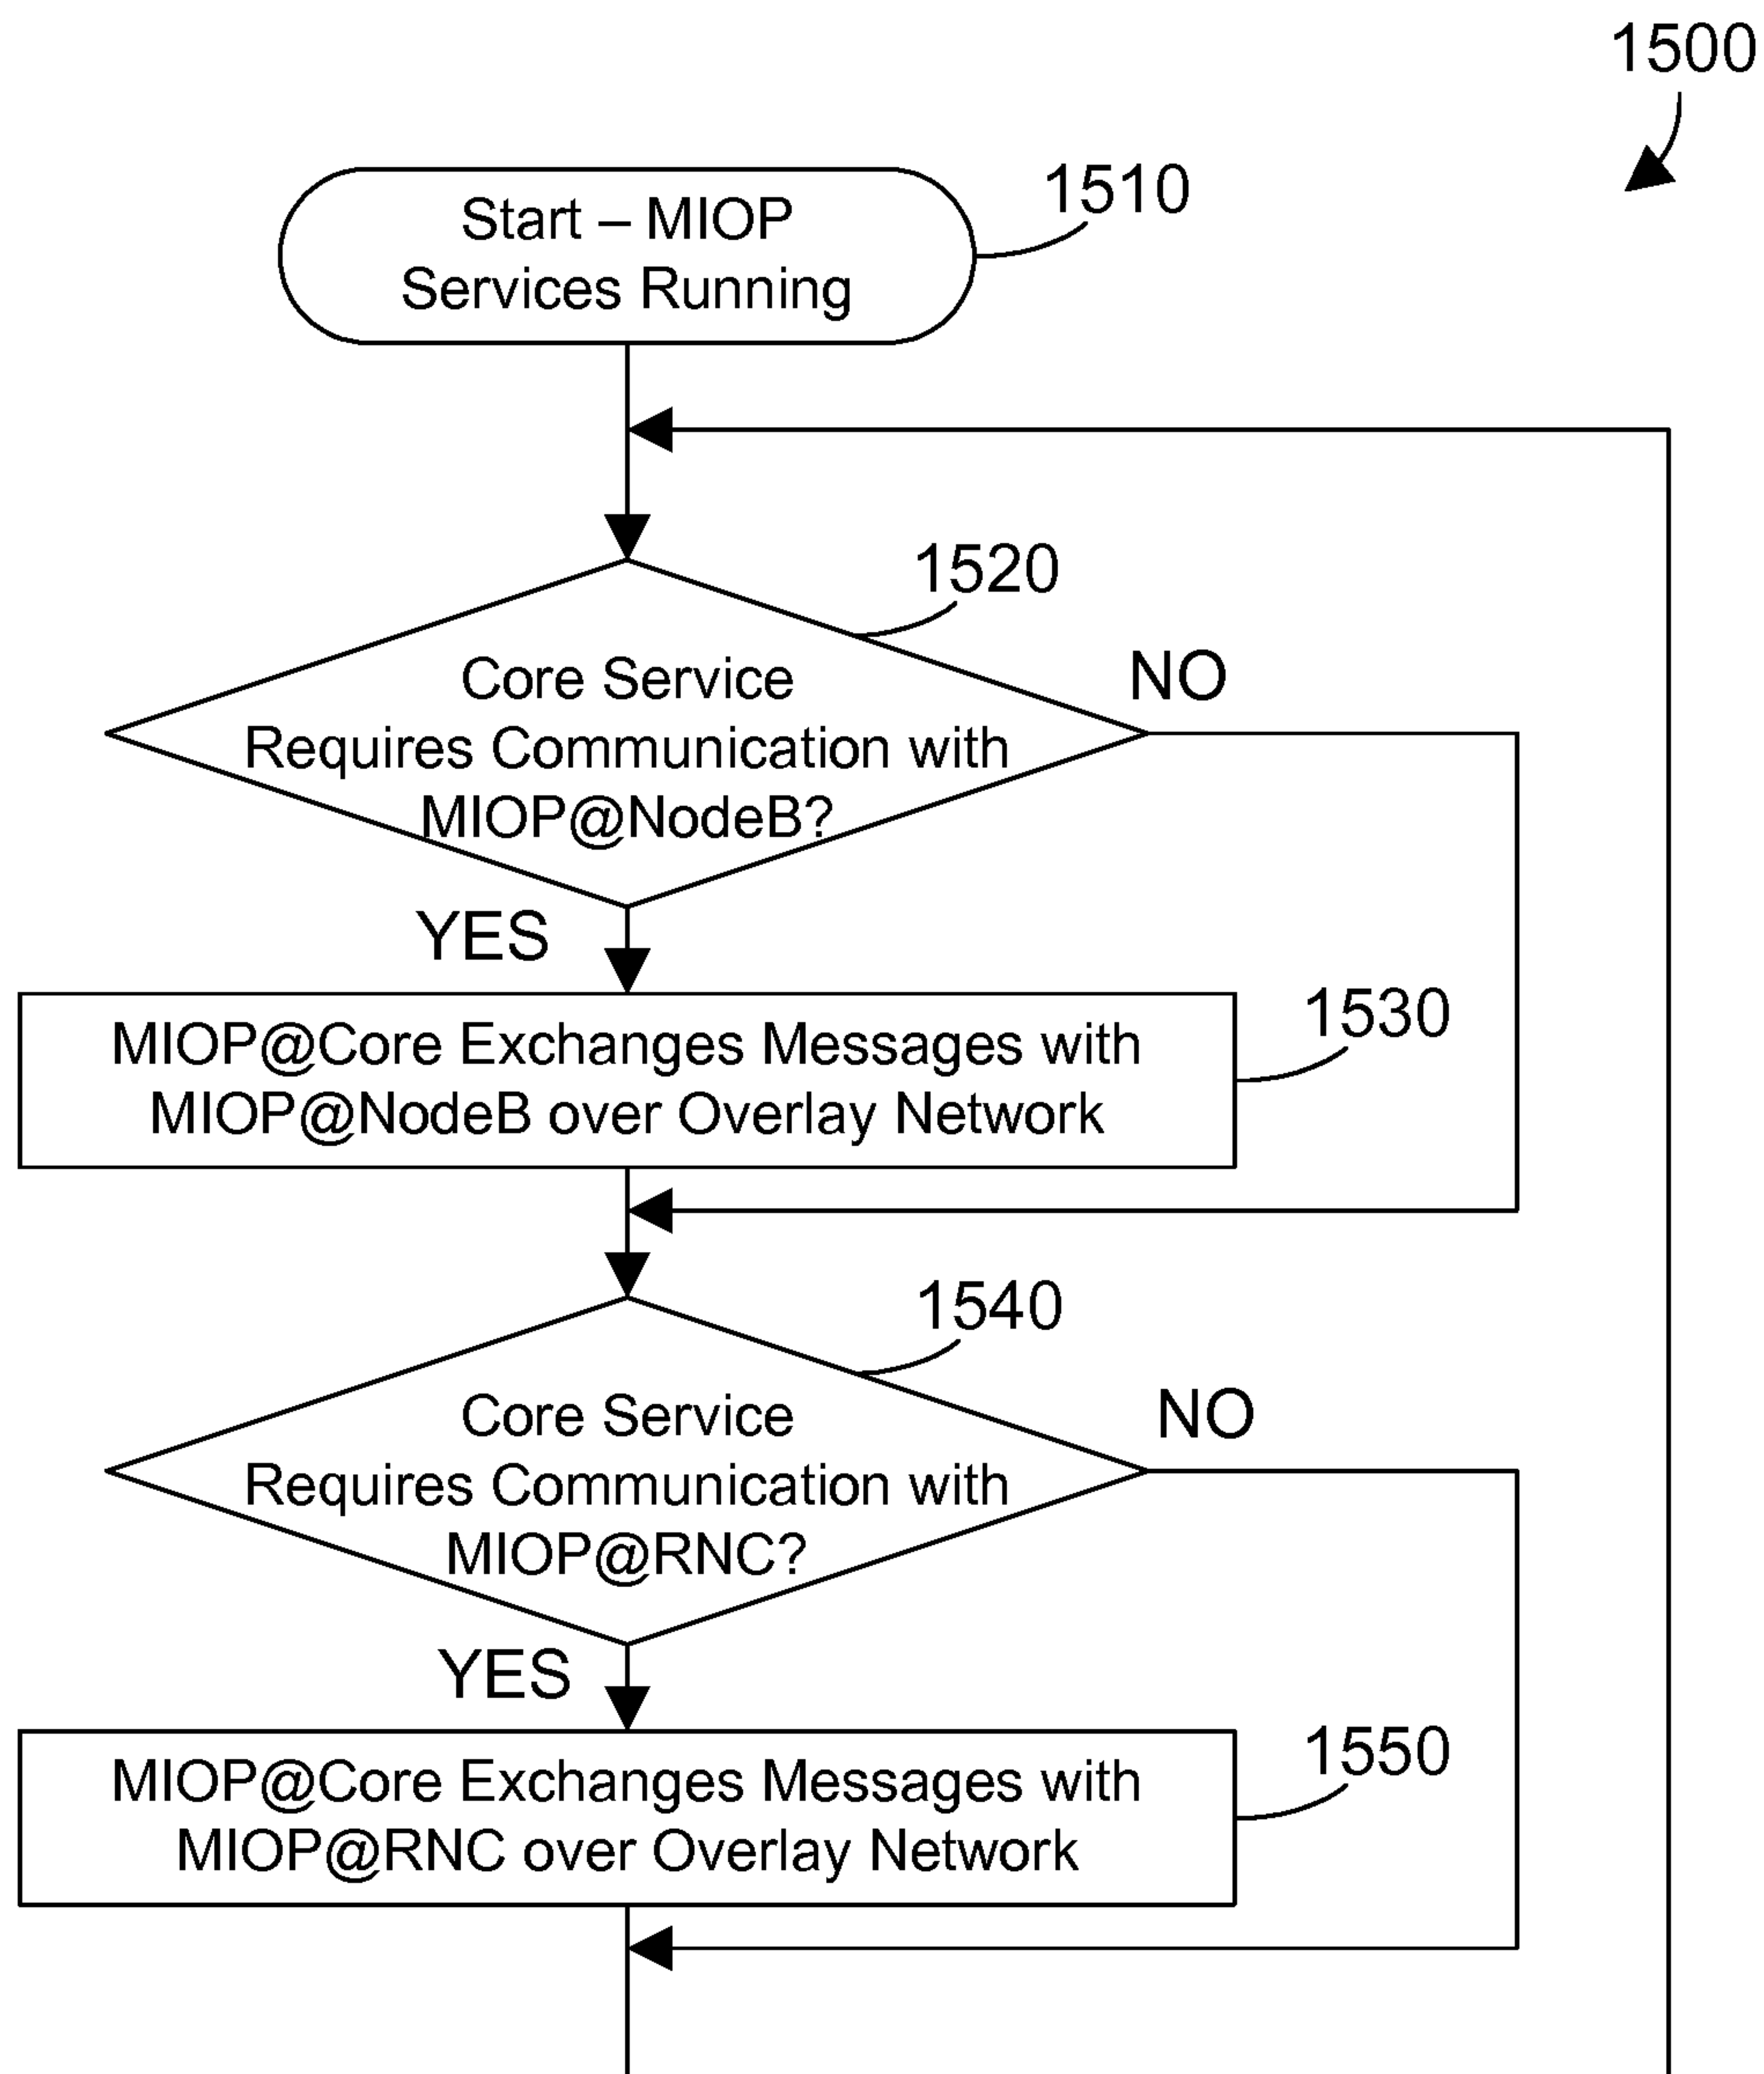 1500
Start – MIOP
Services Running
1510
1520
Core Service
Requires Communication with
MIOP@NodeB?
NO
YES
MIOP@Core Exchanges Messages with
MIOP@NodeB over Overlay Network
1530
1540
Core Service
Requires Communication with
MIOP@RNC?
NO
YES
MIOP@Core Exchanges Messages with
MIOP@RNC over Overlay Network
1550